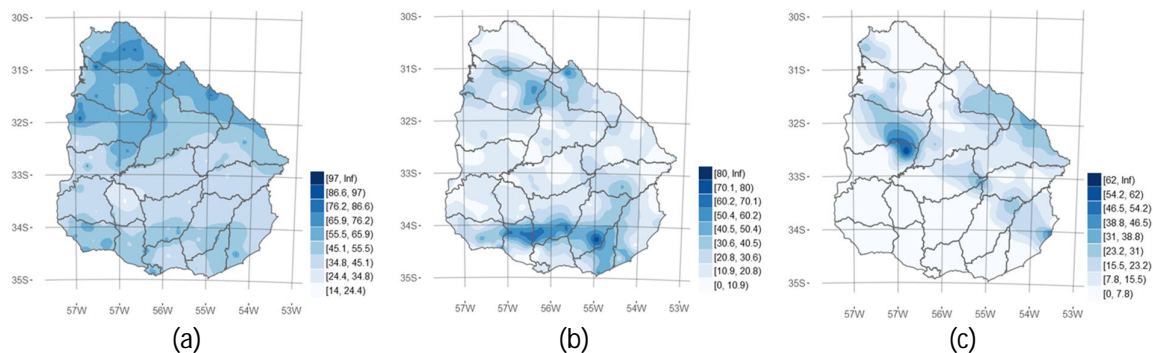 30S-
31S-
32S-
33S-
34S-
35S-
57W 57W 56W 55W 54W 53W
[97, Inf)
[86.6, 97)
[76.2, 86.6)
[65.9, 76.2)
[55.5, 65.9)
[45.1, 55.5)
[34.8, 45.1)
[24.4, 34.8)
[14, 24.4)
(a)
30S-
31S-
32S-
33S-
34S-
35S-
57W 57W 56W 55W 54W 53W
[80, Inf)
[70.1, 80)
[60.2, 70.1)
[50.4, 60.2)
[40.5, 50.4)
[30.6, 40.5)
[20.8, 30.6)
[10.9, 20.8)
[0, 10.9)
(b)
30S-
31S-
32S-
33S-
34S-
35S-
57W 57W 56W 55W 54W 53W
[62, Inf)
[54.2, 62)
[46.5, 54.2)
[38.8, 46.5)
[31, 38.8)
[23.2, 31)
[15.5, 23.2)
[7.8, 15.5)
[0, 7.8)
(c)